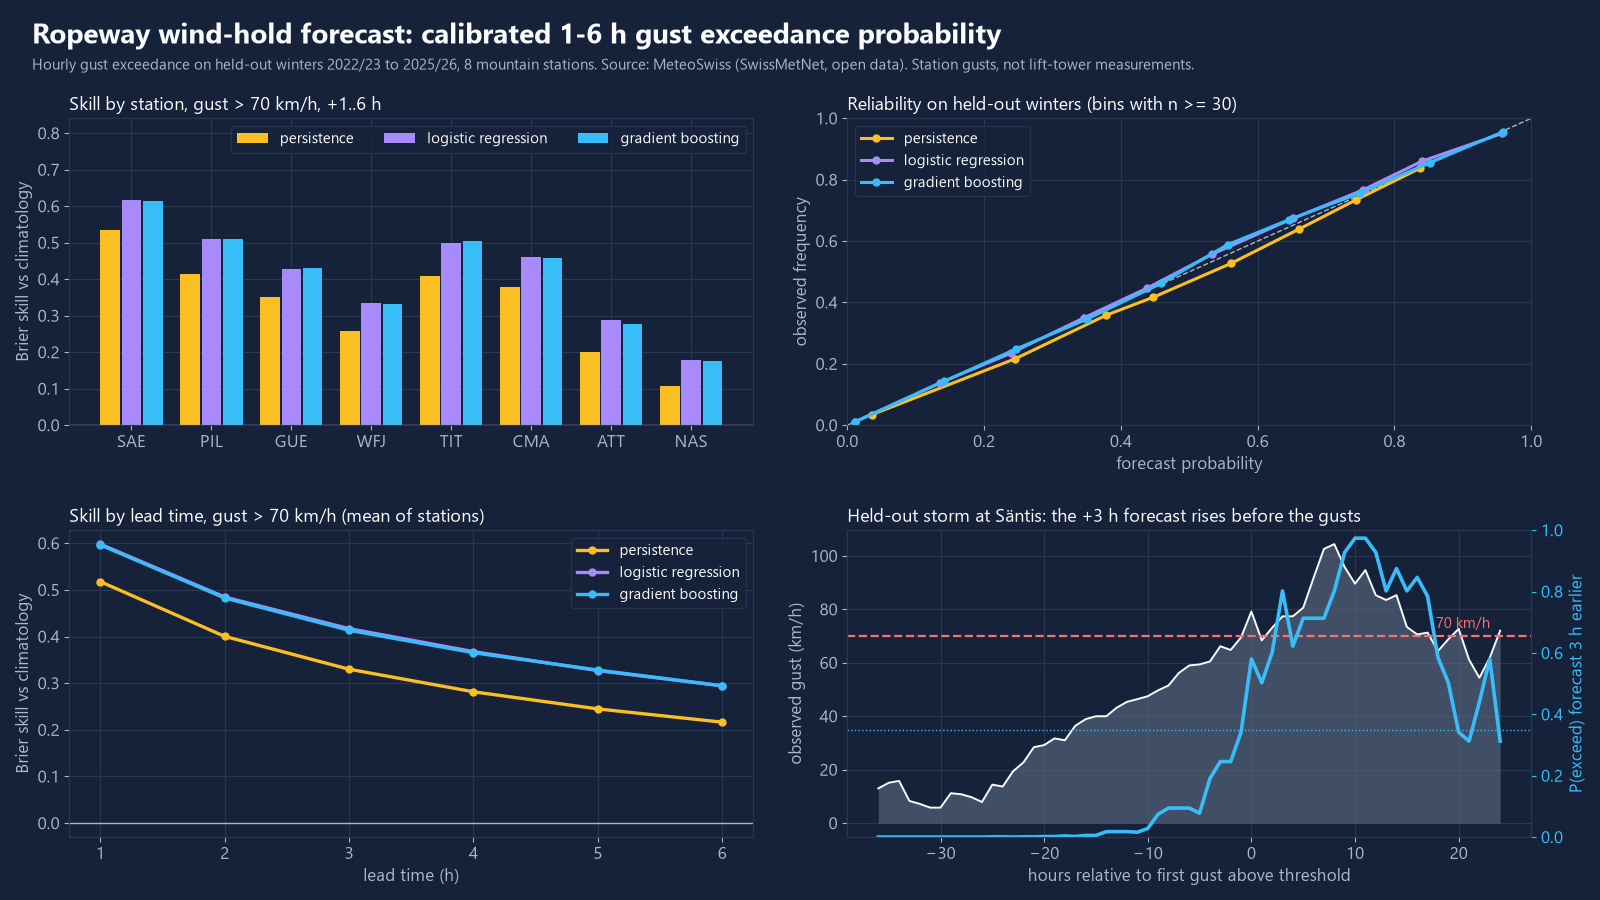 Ropeway wind-hold forecast: calibrated 1-6 h gust exceedance probability
Hourly gust exceedance on held-out winters 2022/23 to 2025/26, 8 mountain stations. Source: MeteoSwiss (SwissMetNet, open data). Station gusts, not lift-tower measurements.
Skill by station, gust > 70 km/h, +1..6 h
persistence logistic regression gradient boosting
Brier skill vs climatology
0.8
0.7
0.6
0.5
0.4
0.3
0.2
0.1
0.0
SAE PIL GUE WFJ TIT CMA ATT NAS
Reliability on held-out winters (bins with n >= 30)
persistence
logistic regression
gradient boosting
observed frequency
1.0
0.8
0.6
0.4
0.2
0.0
0.0 0.2 0.4 0.6 0.8 1.0
forecast probability
Skill by lead time, gust > 70 km/h (mean of stations)
persistence
logistic regression
gradient boosting
Brier skill vs climatology
0.6
0.5
0.4
0.3
0.2
0.1
0.0
1 2 3 4 5 6
lead time (h)
Held-out storm at Säntis: the +3 h forecast rises before the gusts
observed gust (km/h)
100
80
60
40
20
0
70 km/h
1.0
0.8
0.6
0.4
0.2
0.0
P(exceed) forecast 3 h earlier
−30 −20 −10 0 10 20
hours relative to first gust above threshold